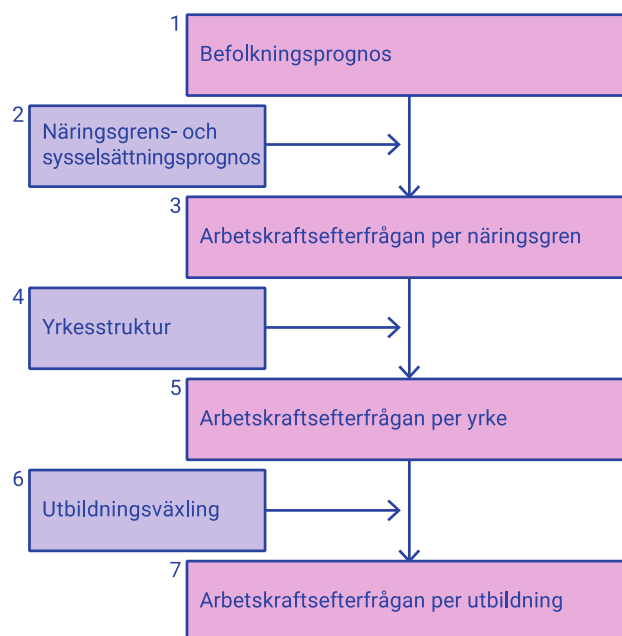 1
Befolkningsprognos
2
Näringsgrens- och
sysselsättningsprognos
3
Arbetskraftsefterfrågan per näringsgren
4
Yrkesstruktur
5
Arbetskraftsefterfrågan per yrke
6
Utbildningsväxling
7
Arbetskraftsefterfrågan per utbildning